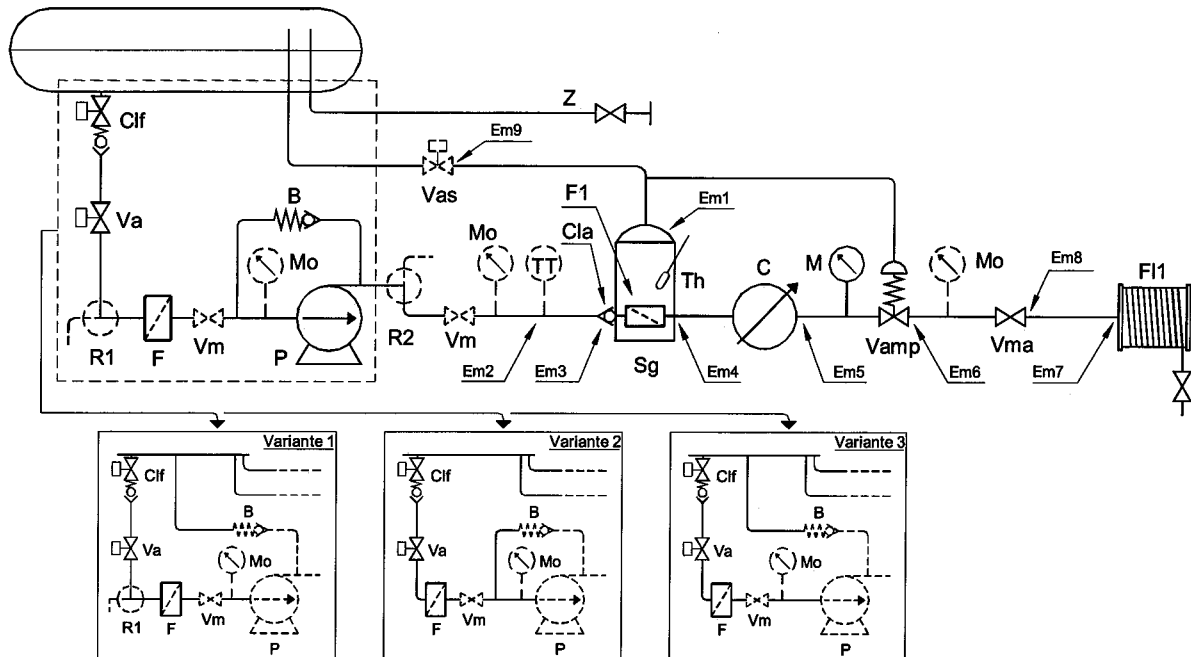 Clf
Z
Em9
Va
B
Vas
F1
Em1
Mo
Mo
Cla
TT
Th
C
M
Mo
Em8
Fl1
R1
F
Vm
P
R2
Vm
Sg
Vamp
Vma
Em2
Em3
Em4
Em5
Em6
Em7
Variante 1
Clf
B
Va
Mo
R1
F
Vm
P
Variante 2
Clf
B
Va
Mo
F
Vm
P
Variante 3
Clf
B
Va
Mo
F
Vm
P